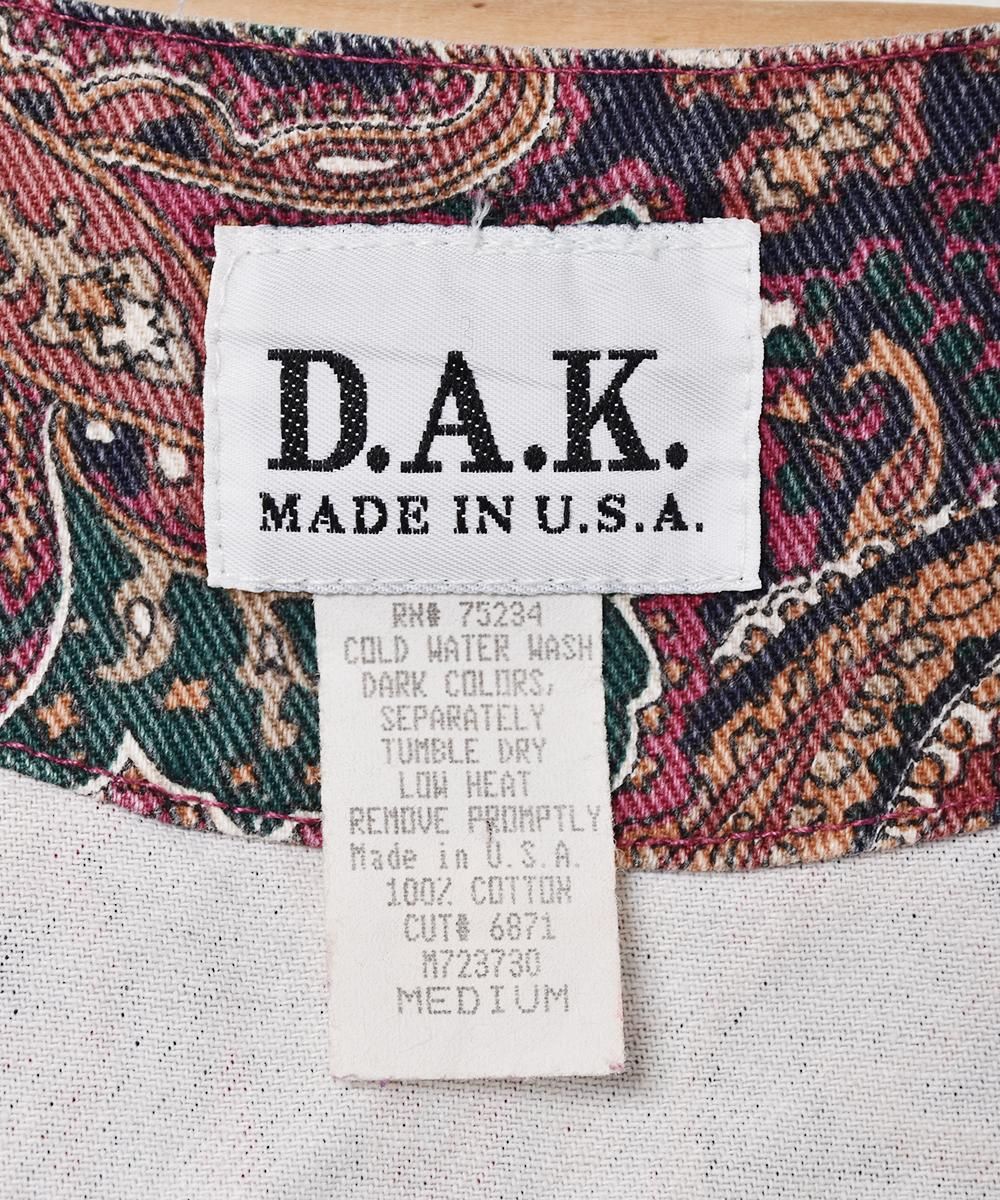 D.A.K.
MADE IN U.S.A.
RN# 75234
COLD WATER WASH
DARK COLORS,
SEPARATELY
TUMBLE DRY
LOW HEAT
REMOVE PROMPTLY
Made in U.S.A.
100% COTTON
CUT# 6871
M723730
MEDIUM